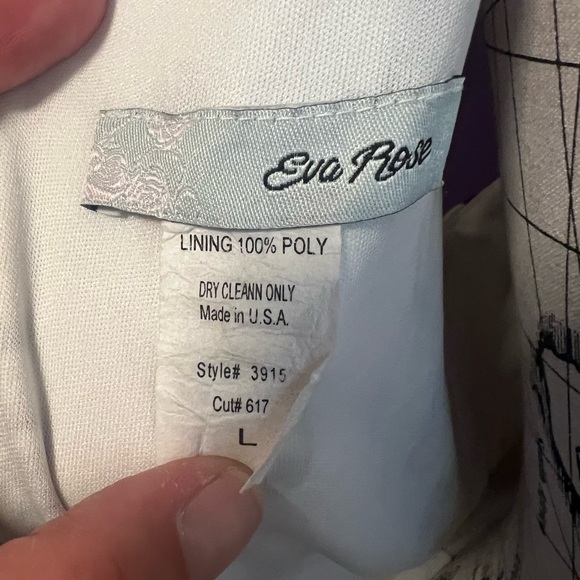 Eva Rose
LINING 100% POLY
DRY CLEANN ONLY
Made in U.S.A.
Style# 3915
Cut# 617
L